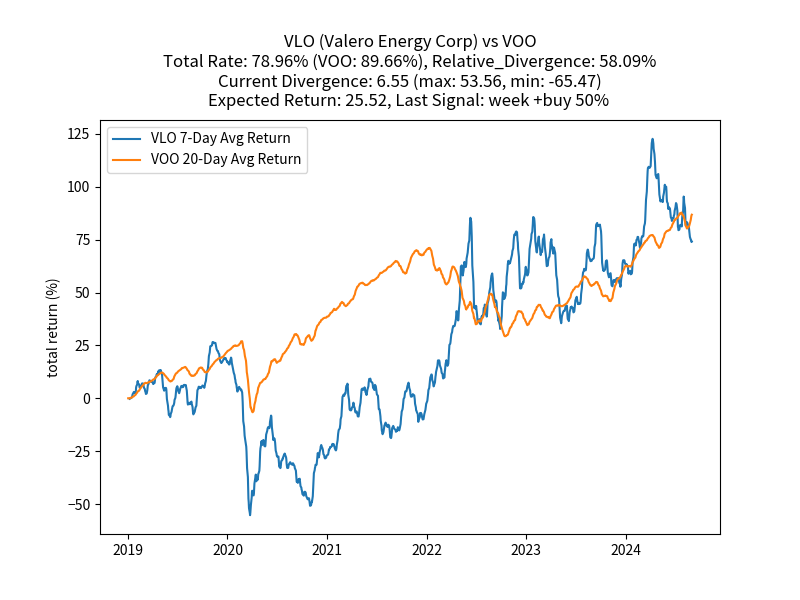 VLO (Valero Energy Corp) vs VOO
Total Rate: 78.96% (VOO: 89.66%), Relative_Divergence: 58.09%
Current Divergence: 6.55 (max: 53.56, min: -65.47)
Expected Return: 25.52, Last Signal: week +buy 50%
VLO 7-Day Avg Return
VOO 20-Day Avg Return
total return (%)
125
100
75
50
25
0
−25
−50
2019
2020
2021
2022
2023
2024